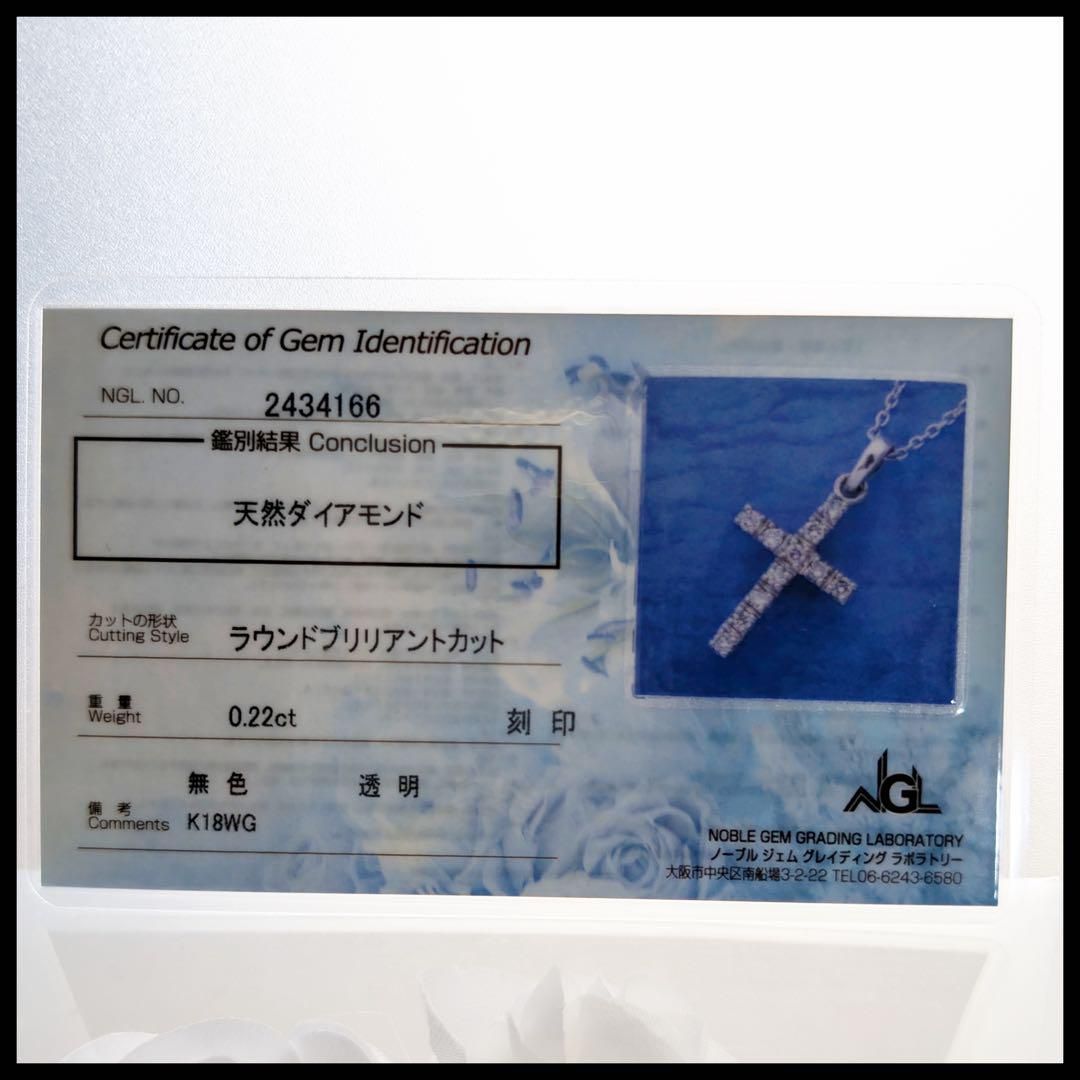 Certificate of Gem Identification
NGL. NO. 2434166
鑑別結果 Conclusion
天然ダイアモンド
カットの形状
Cutting Style ラウンドブリリアントカット
重量
Weight 0.22ct 刻印
無色 透明
備考
Comments K18WG
NGL
NOBLE GEM GRADING LABORATORY
ノーブル ジェム グレイディング ラボラトリー
大阪市中央区南船場3-2-22 TEL06-6243-6580